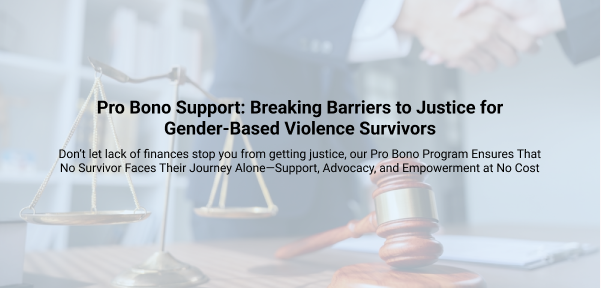 Pro Bono Support: Breaking Barriers to Justice for
Gender-Based Violence Survivors
Don’t let lack of finances stop you from getting justice, our Pro Bono Program Ensures That
No Survivor Faces Their Journey Alone—Support, Advocacy, and Empowerment at No Cost